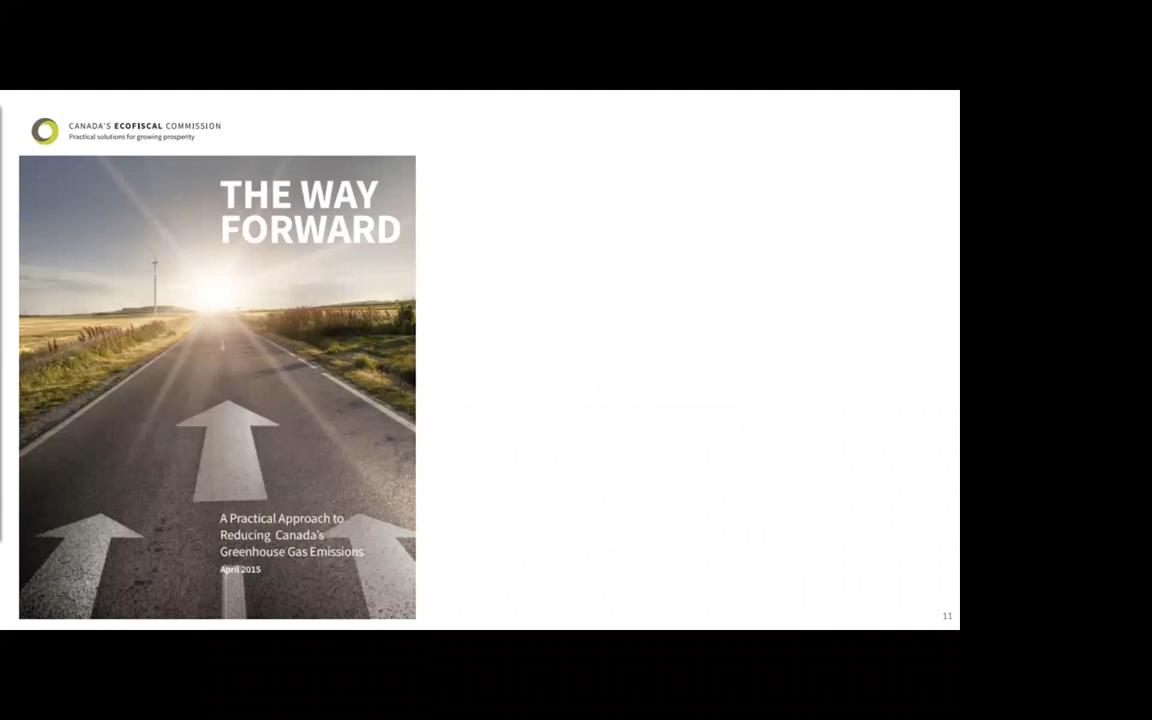 CANADA'S ECOFISCAL COMMISSION
Practical solutions for growing prosperity
THE WAY
FORWARD
A Practical Approach to
Reducing Canada's
Greenhouse Gas Emissions
April 2015
11